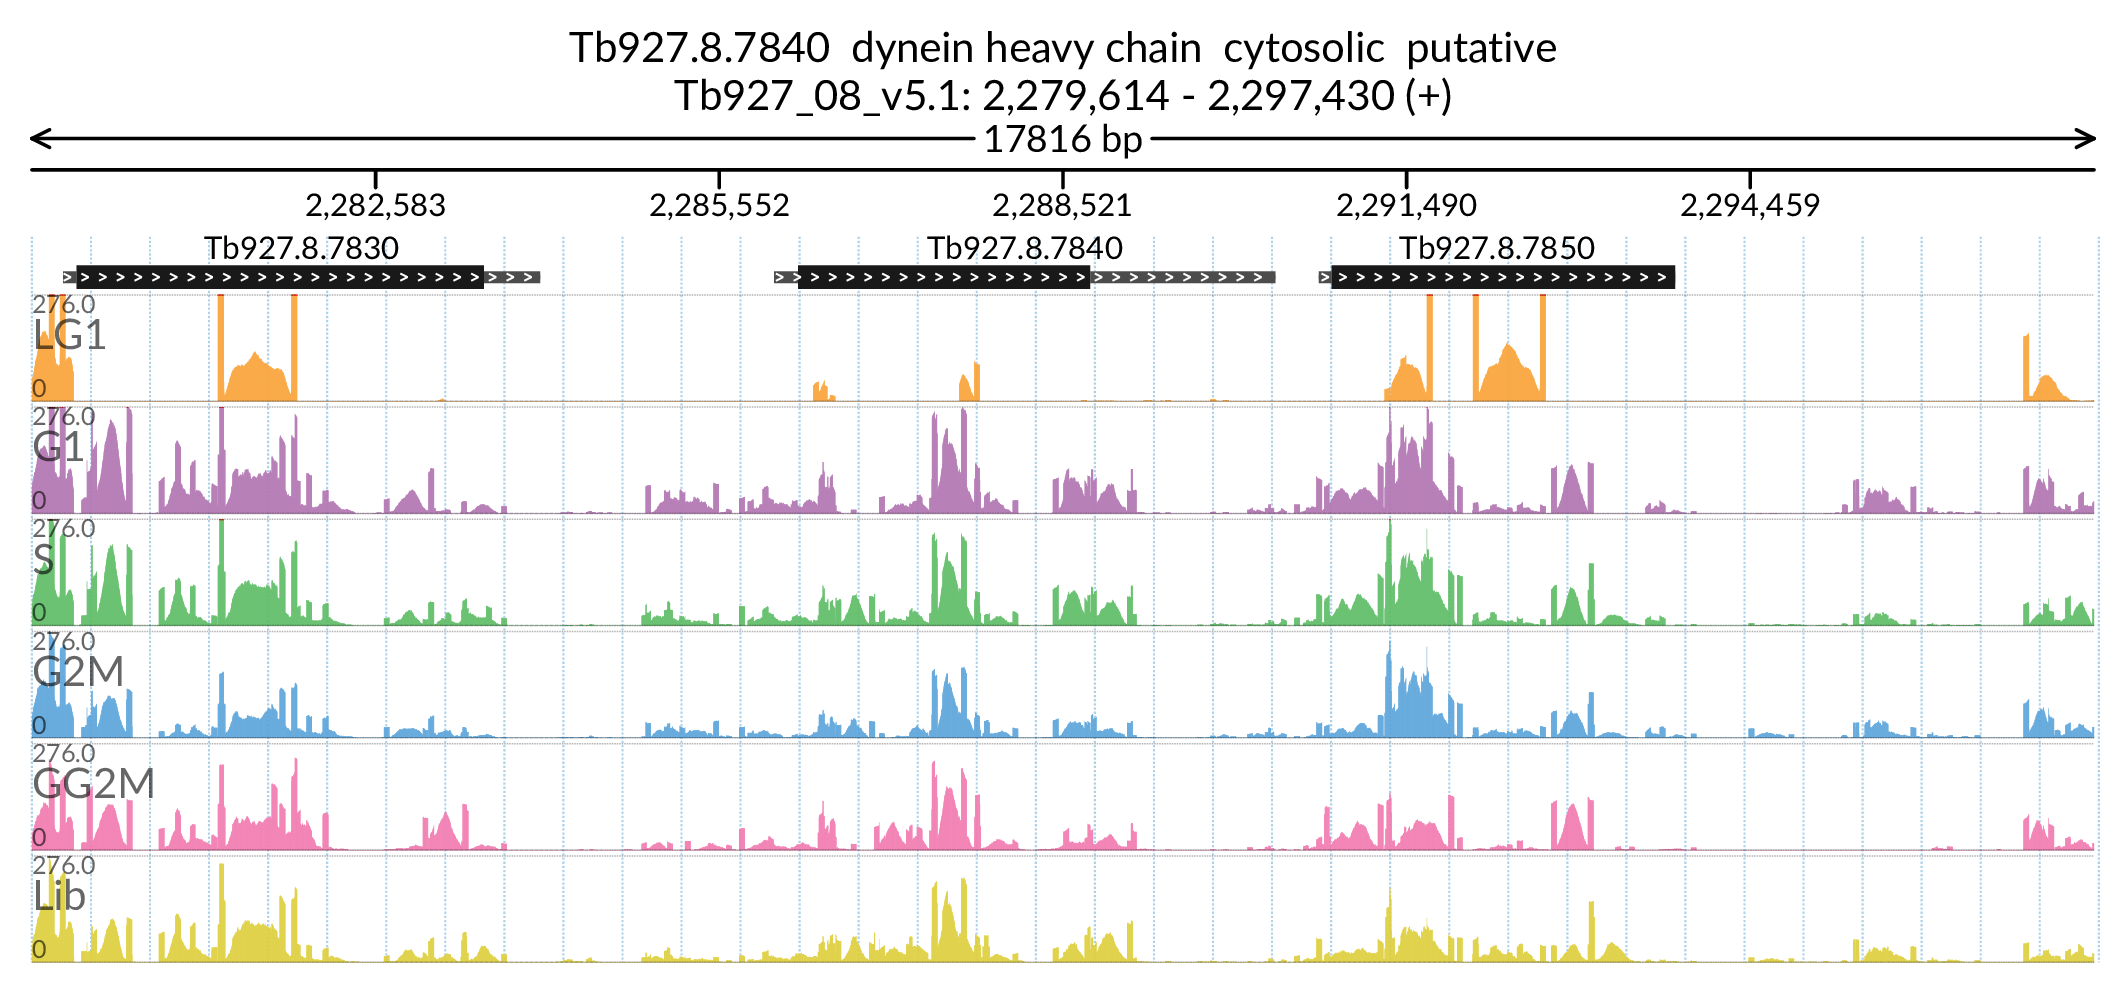 Tb927.8.7840 dynein heavy chain cytosolic putative
Tb927_08_v5.1: 2,279,614 - 2,297,430 (+)
17816 bp
2,282,583 2,285,552 2,288,521 2,291,490 2,294,459
Tb927.8.7830 Tb927.8.7840 Tb927.8.7850
276.0
LG1
0
276.0
G1
0
276.0
S
0
276.0
G2M
0
276.0
GG2M
0
276.0
Lib
0